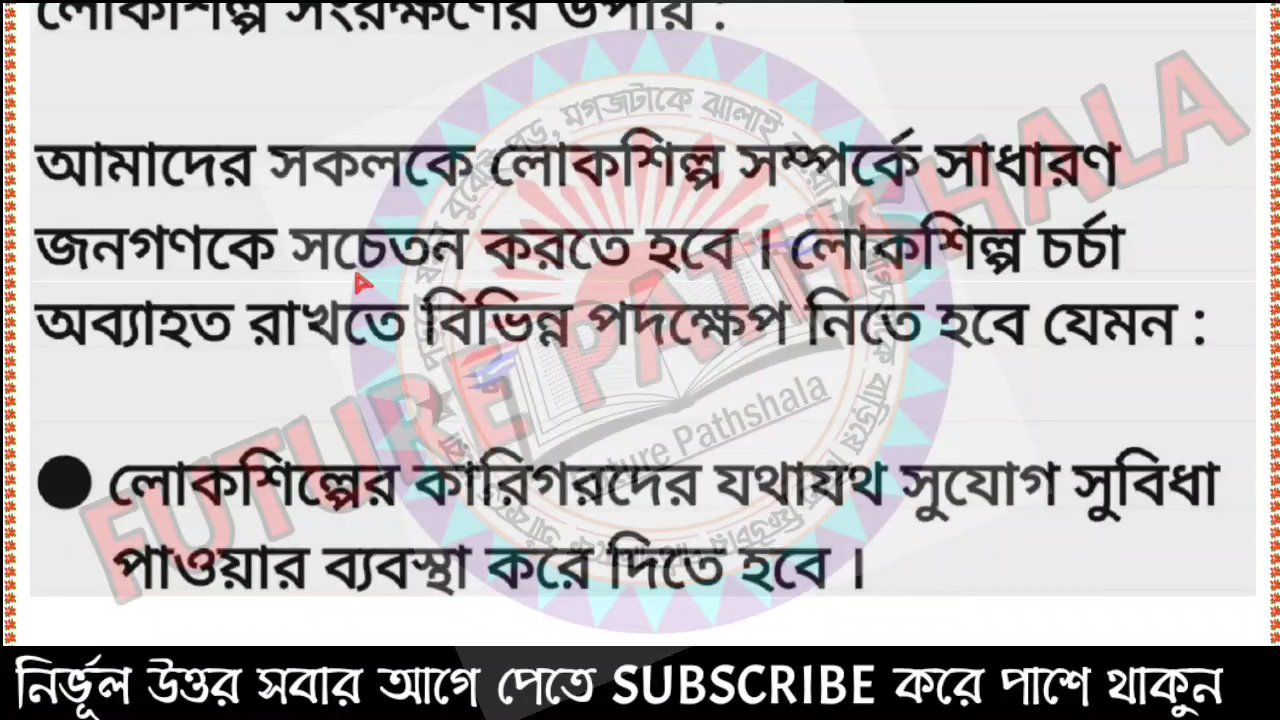 লোকশিল্প সংরক্ষণের উপায় :
আমাদের সকলকে লোকশিল্প সম্পর্কে সাধারণ
জনগণকে সচেতন করতে হবে । লোকশিল্প চর্চা
অব্যাহত রাখতে বিভিন্ন পদক্ষেপ নিতে হবে যেমন :
● লোকশিল্পের কারিগরদের যথাযথ সুযোগ সুবিধা
পাওয়ার ব্যবস্থা করে দিতে হবে ।
FUTURE PATHSHALA
Future Pathshala
মগজটাকে ঝালাই
নির্ভূল উত্তর সবার আগে পেতে SUBSCRIBE করে পাশে থাকুন